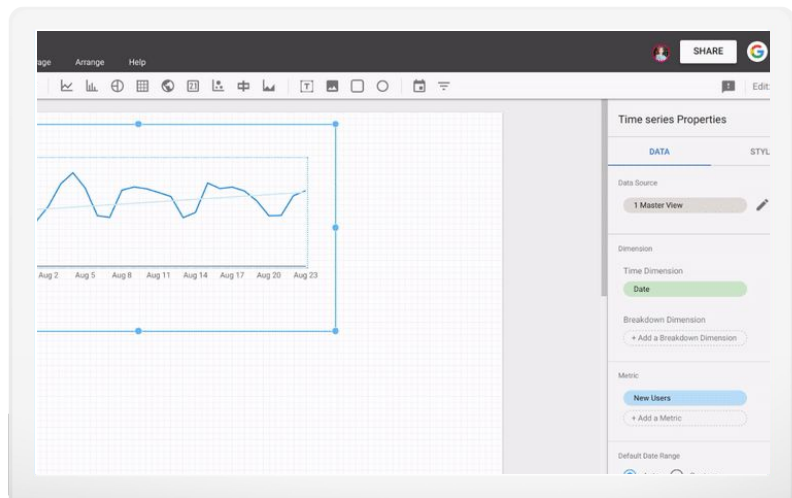 age Arrange Help
SHARE
G
21
T
Edit
Time series Properties
DATA STYL
Data Source
1 Master View
Dimension
Time Dimension
Date
Breakdown Dimension
+ Add a Breakdown Dimension
Metric
New Users
+ Add a Metric
Default Date Range
Aug 2 Aug 5 Aug 8 Aug 11 Aug 14 Aug 17 Aug 20 Aug 23